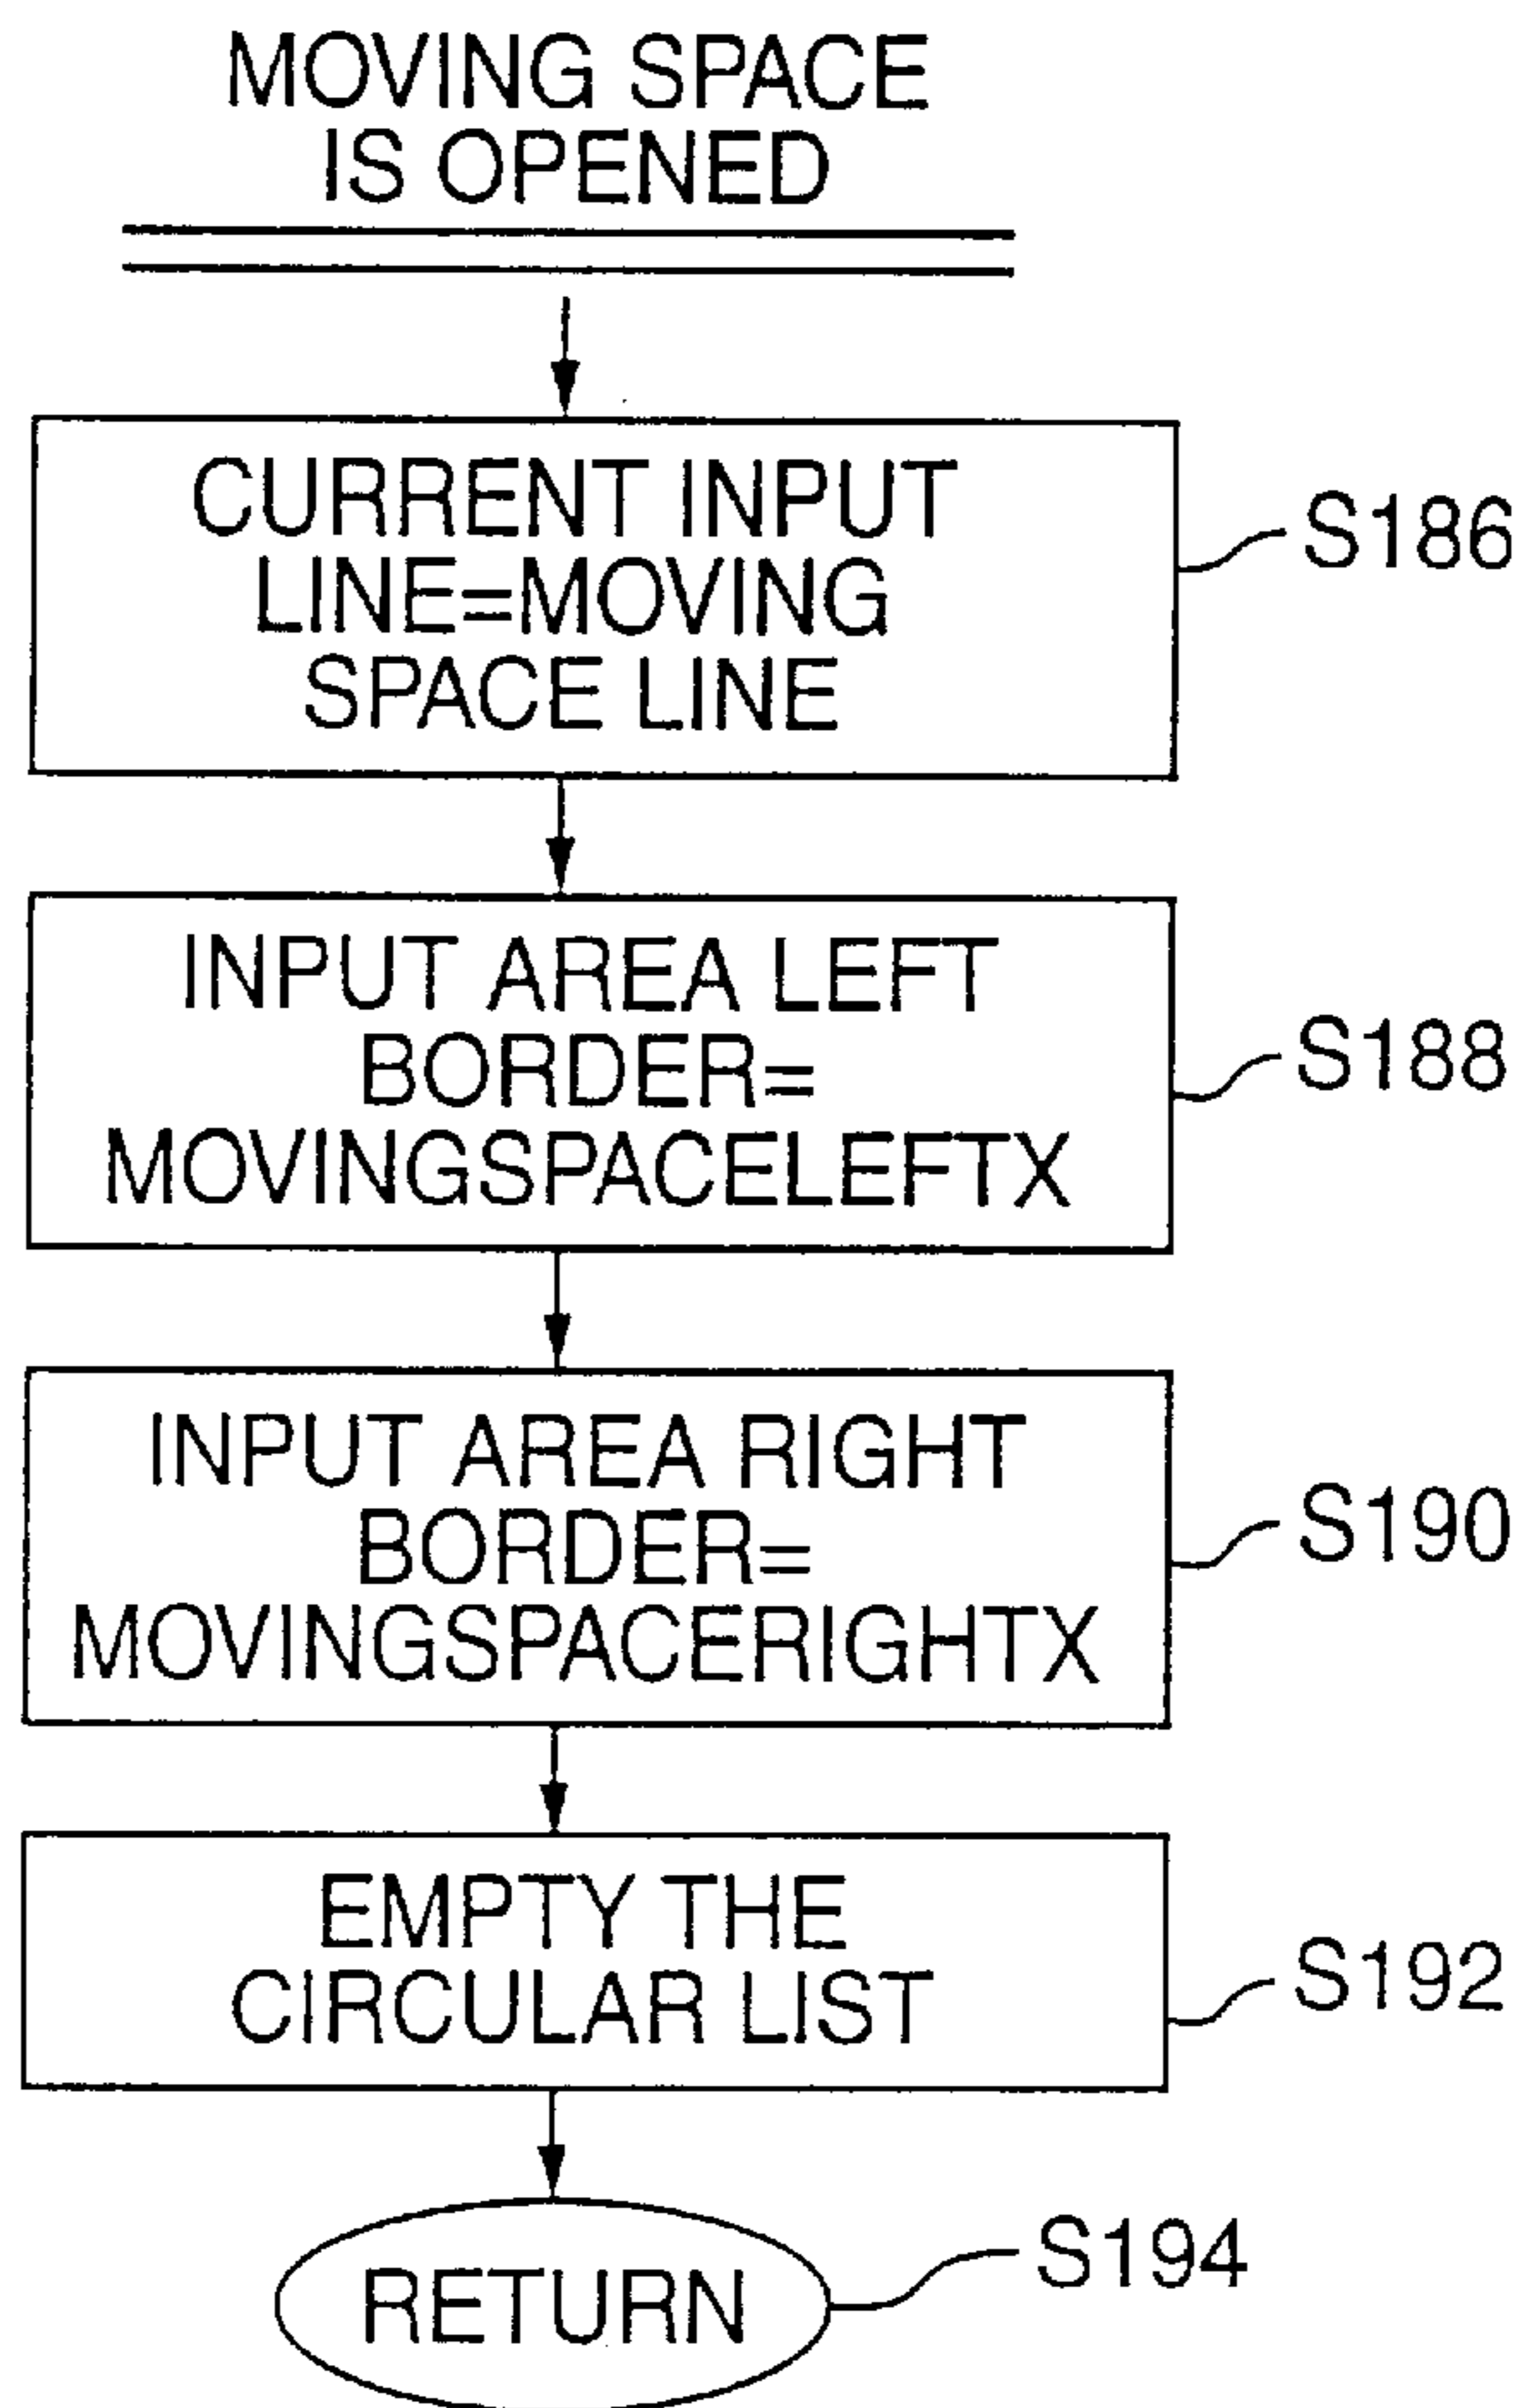 MOVING SPACE
IS OPENED
CURRENT INPUT
LINE=MOVING
SPACE LINE
S186
INPUT AREA LEFT
BORDER=
MOVINGSPACELEFTX
S188
INPUT AREA RIGHT
BORDER=
MOVINGSPACERIGHTX
S190
EMPTY THE
CIRCULAR LIST
S192
RETURN
S194